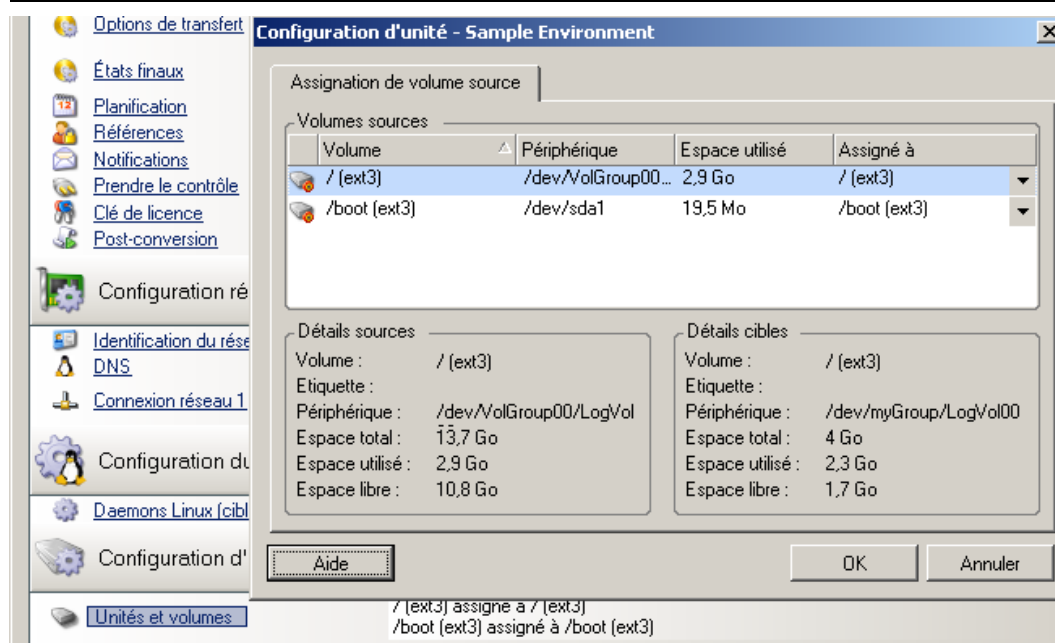 Options de transfert
États finaux
Planification
Références
Notifications
Prendre le contrôle
Clé de licence
Post-conversion
Configuration ré
Identification du rése
DNS
Connexion réseau 1
Configuration du
Daemons Linux (cibl
Configuration d'
Unités et volumes
Configuration d'unité - Sample Environment
Assignation de volume source
Volumes sources
Volume Périphérique Espace utilisé Assigné à
/ (ext3) /dev/VolGroup00... 2,9 Go / (ext3)
/boot (ext3) /dev/sda1 19,5 Mo /boot (ext3)
Détails sources
Volume : / (ext3)
Etiquette :
Périphérique : /dev/VolGroup00/LogVol
Espace total : 13,7 Go
Espace utilisé : 2,9 Go
Espace libre : 10,8 Go
Détails cibles
Volume : / (ext3)
Etiquette :
Périphérique : /dev/myGroup/LogVol00
Espace total : 4 Go
Espace utilisé : 2,3 Go
Espace libre : 1,7 Go
Aide OK Annuler
/ (ext3) assigné à / (ext3)
/boot (ext3) assigné à /boot (ext3)